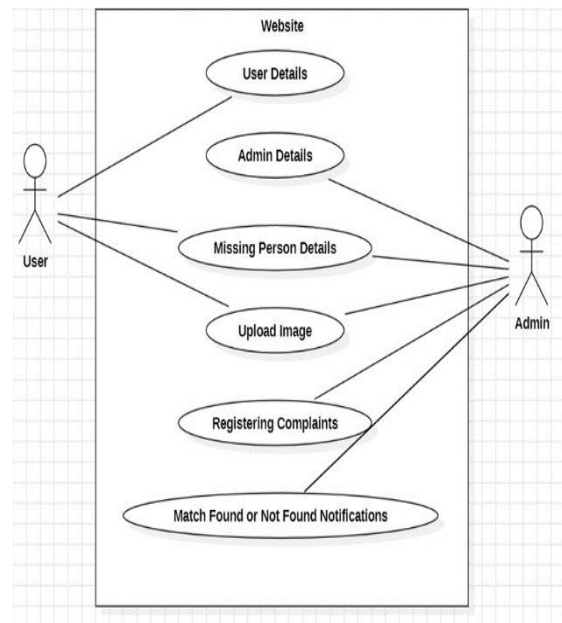 Website
User Details
Admin Details
Missing Person Details
User
Admin
Upload Image
Registering Complaints
Match Found or Not Found Notifications